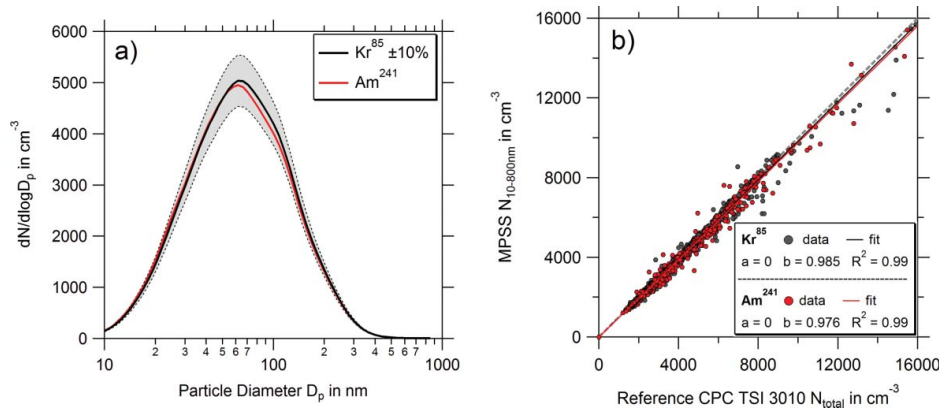 a)
Kr⁸⁵ ±10%
Am²⁴¹
dN/dlogDₚ in cm⁻³
6000
5000
4000
3000
2000
1000
0
10
2
3
4
5
6
7
100
2
3
4
5
6
7
1000
Particle Diameter Dₚ in nm
b)
MPSS N₁₀₋₈₀₀ₙₘ in cm⁻³
16000
12000
8000
4000
0
Kr⁸⁵ data fit
a = 0 b = 0.985 R² = 0.99
Am²⁴¹ data fit
a = 0 b = 0.976 R² = 0.99
0
4000
8000
12000
16000
Reference CPC TSI 3010 Nₜₒₜₐₗ in cm⁻³